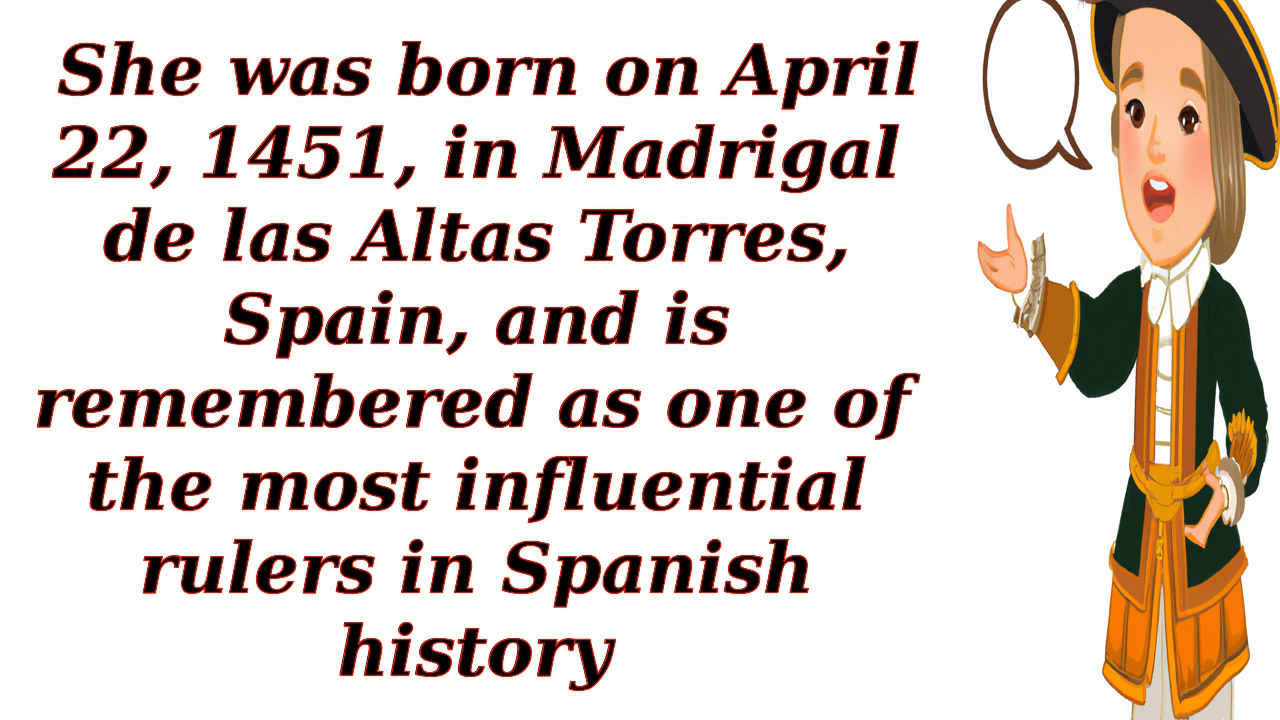 She was born on April
22, 1451, in Madrigal
de las Altas Torres,
Spain, and is
remembered as one of
the most influential
rulers in Spanish
history